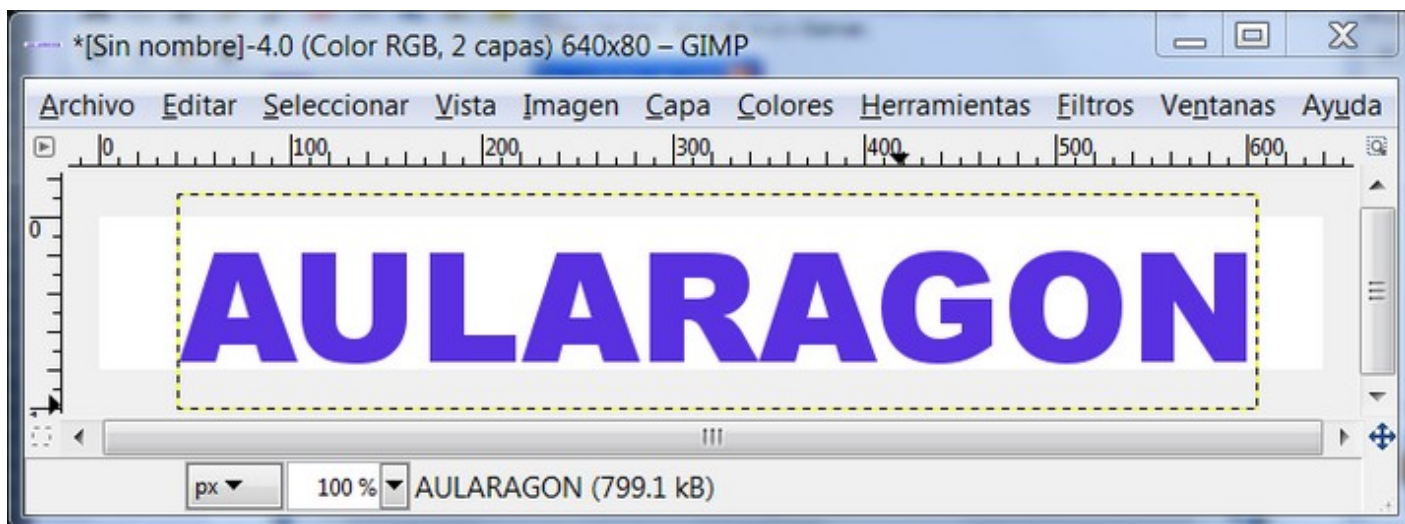 *[Sin nombre]-4.0 (Color RGB, 2 capas) 640x80 – GIMP
Archivo Editar Seleccionar Vista Imagen Capa Colores Herramientas Filtros Ventanas Ayuda
0 100 200 300 400 500 600
0
AULARAGON
px 100 % AULARAGON (799.1 kB)